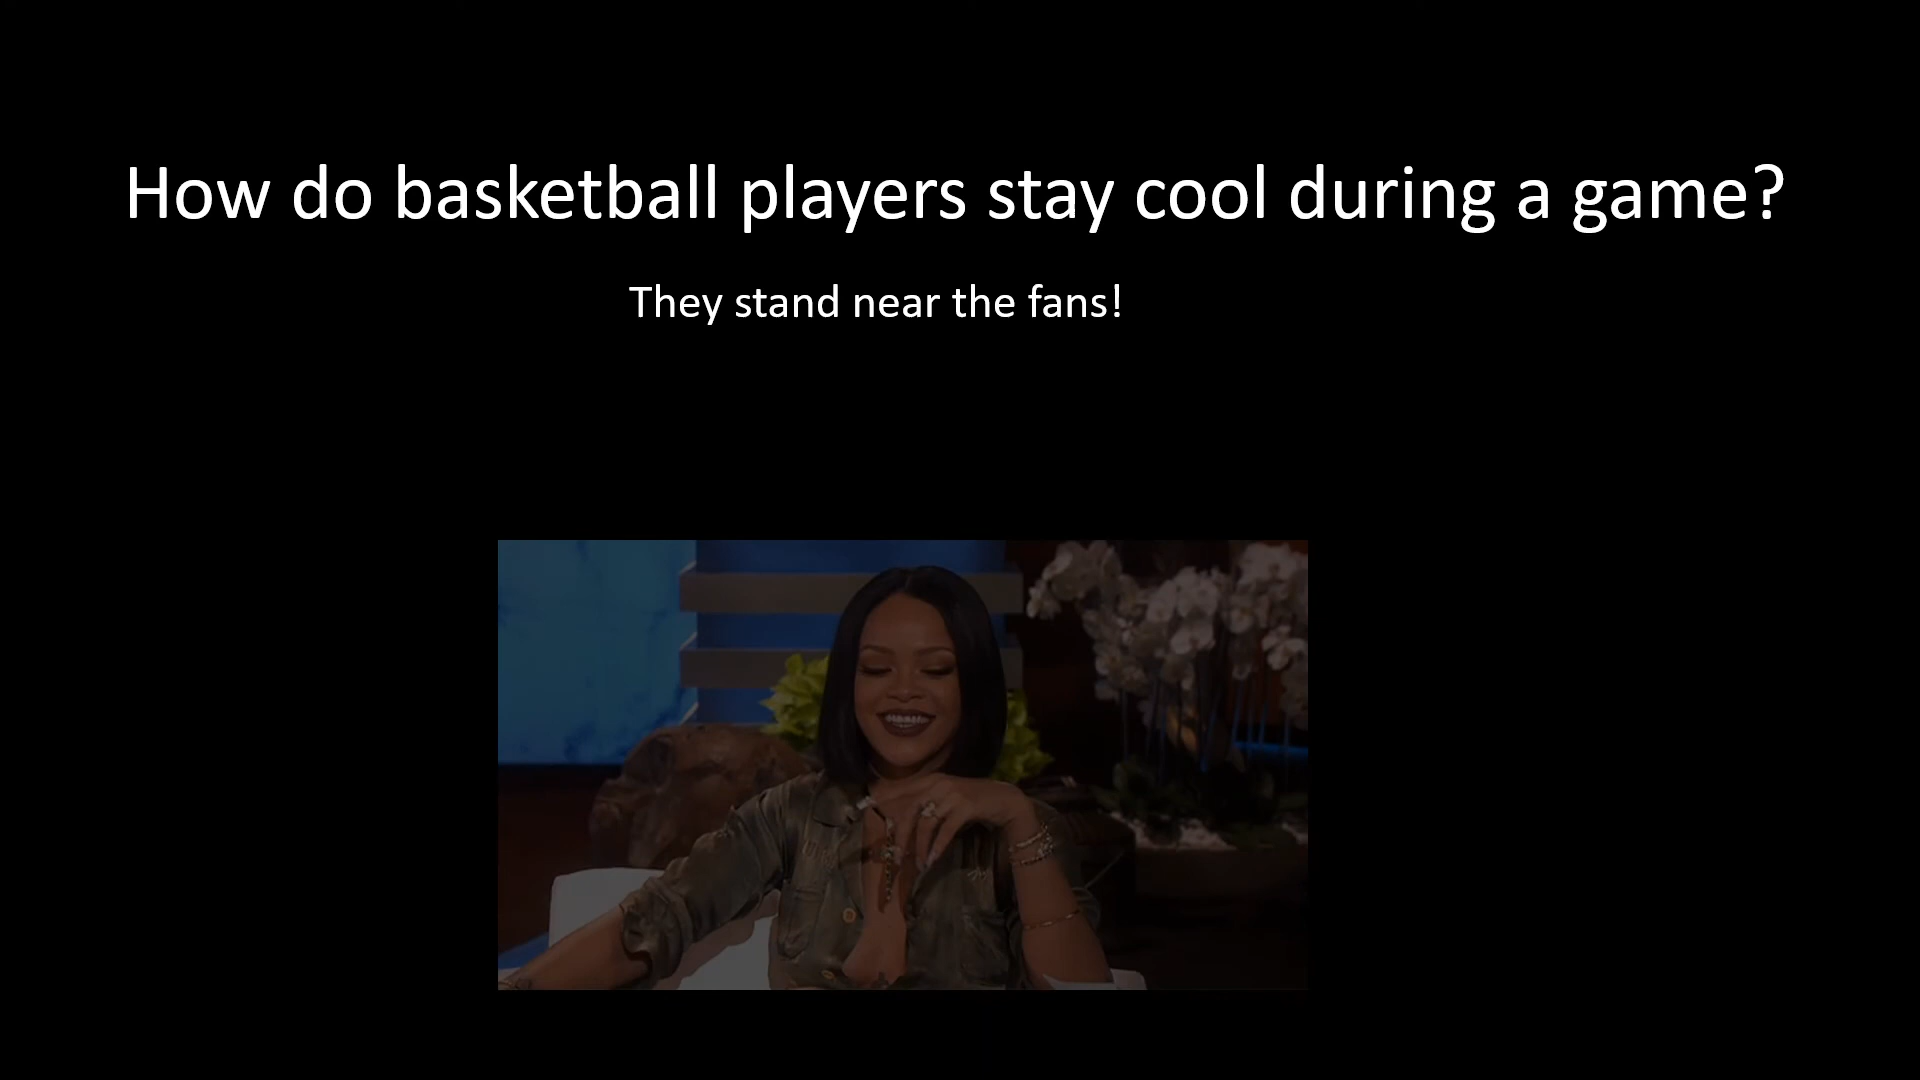 How do basketball players stay cool during a game?
They stand near the fans!